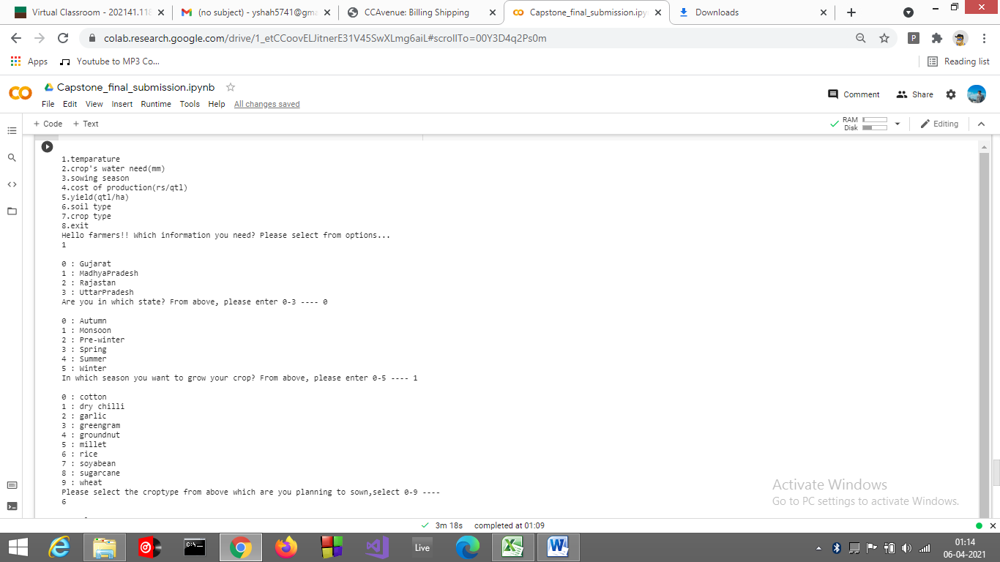 Virtual Classroom - 202141.118
(no subject) - yshah5741@gma
CCAvenue: Billing Shipping
Capstone_final_submission.ipyn
Downloads
colab.research.google.com/drive/1_etCCoovELJitnerE31V45SwXLmg6aiL#scrollTo=00Y3D4q2Ps0m
Apps
Youtube to MP3 Co...
Reading list
Capstone_final_submission.ipynb
File Edit View Insert Runtime Tools Help All changes saved
Comment
Share
+ Code + Text
RAM
Disk
Editing
1.temparature
2.crop's water need(mm)
3.sowing season
4.cost of production(rs/qtl)
5.yield(qtl/ha)
6.soil type
7.crop type
8.exit
Hello farmers!! Which information you need? Please select from options...
1
0 : Gujarat
1 : MadhyaPradesh
2 : Rajastan
3 : UttarPradesh
Are you in which state? From above, please enter 0-3 ---- 0
0 : Autumn
1 : Monsoon
2 : Pre-winter
3 : Spring
4 : Summer
5 : Winter
In which season you want to grow your crop? From above, please enter 0-5 ---- 1
0 : cotton
1 : dry chilli
2 : garlic
3 : greengram
4 : groundnut
5 : millet
6 : rice
7 : soyabean
8 : sugarcane
9 : wheat
Please select the croptype from above which are you planning to sown,select 0-9 ----
6
Activate Windows
Go to PC settings to activate Windows.
3m 18s completed at 01:09
Live
01:14
06-04-2021